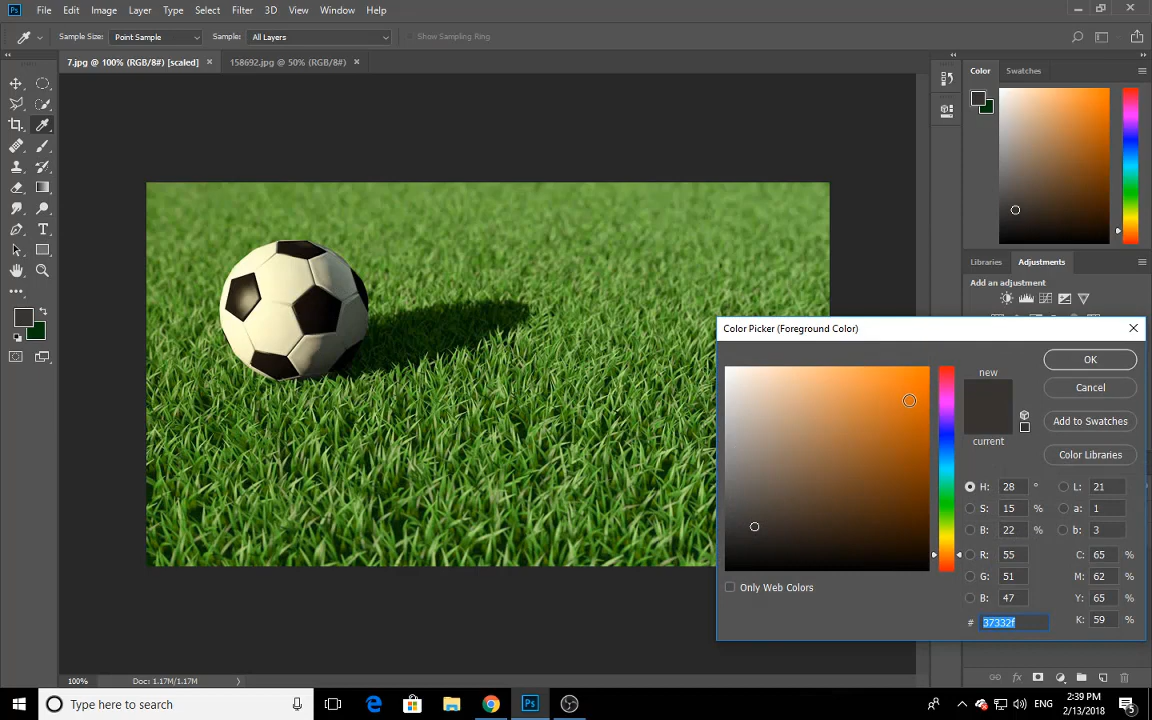 Ps File Edit Image Layer Type Select Filter 3D View Window Help
Sample Size: Point Sample Sample: All Layers Show Sampling Ring
7.jpg @ 100% (RGB/8#) [scaled] × 158692.jpg @ 50% (RGB/8#) ×
Color Swatches
Libraries Adjustments
Add an adjustment
Color Picker (Foreground Color)
new
current
OK
Cancel
Add to Swatches
Color Libraries
H: 28 ° L: 21
S: 15 % a: 1
B: 22 % b: 3
R: 55 C: 65 %
G: 51 M: 62 %
B: 47 Y: 65 %
# 37332f K: 59 %
Only Web Colors
100% Doc: 1.17M/1.17M
fx
Type here to search
Ps
ENG
2:39 PM
2/13/2018
5